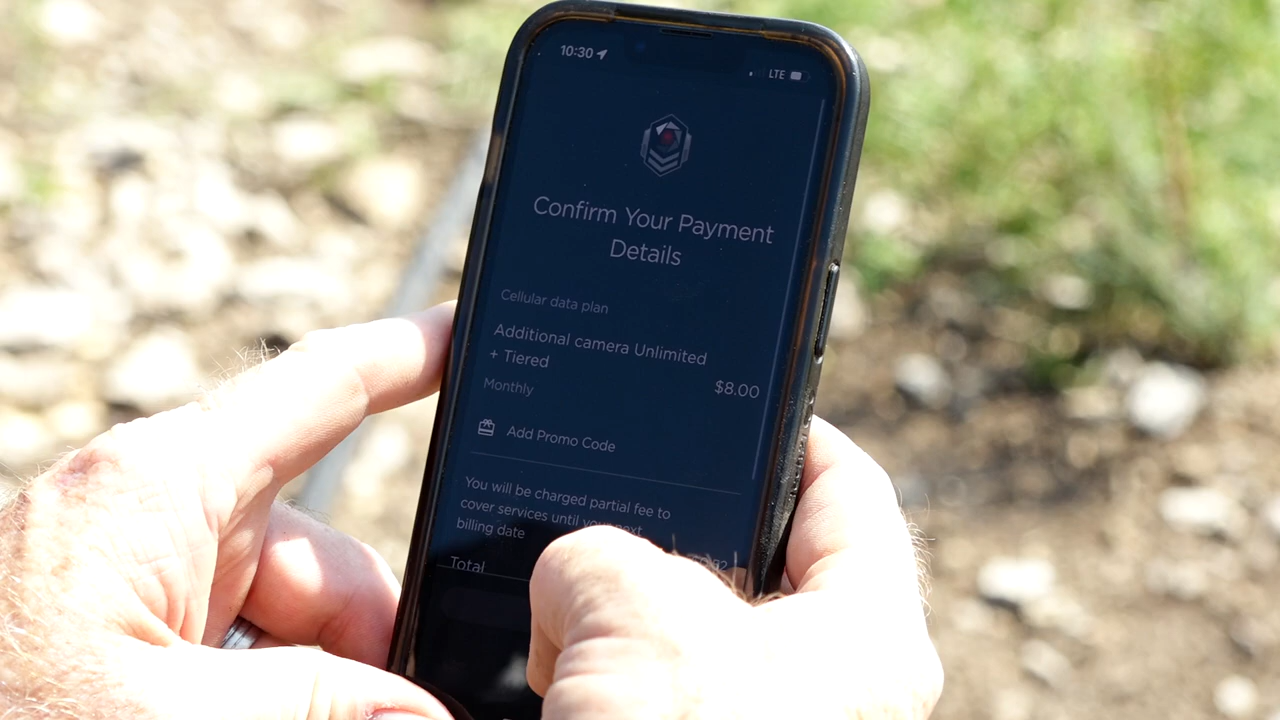 10:30
LTE
Confirm Your Payment
Details
Cellular data plan
Additional camera Unlimited
+ Tiered
$8.00
Monthly
Add Promo Code
You will be charged partial fee to
cover services until your next
billing date
Total